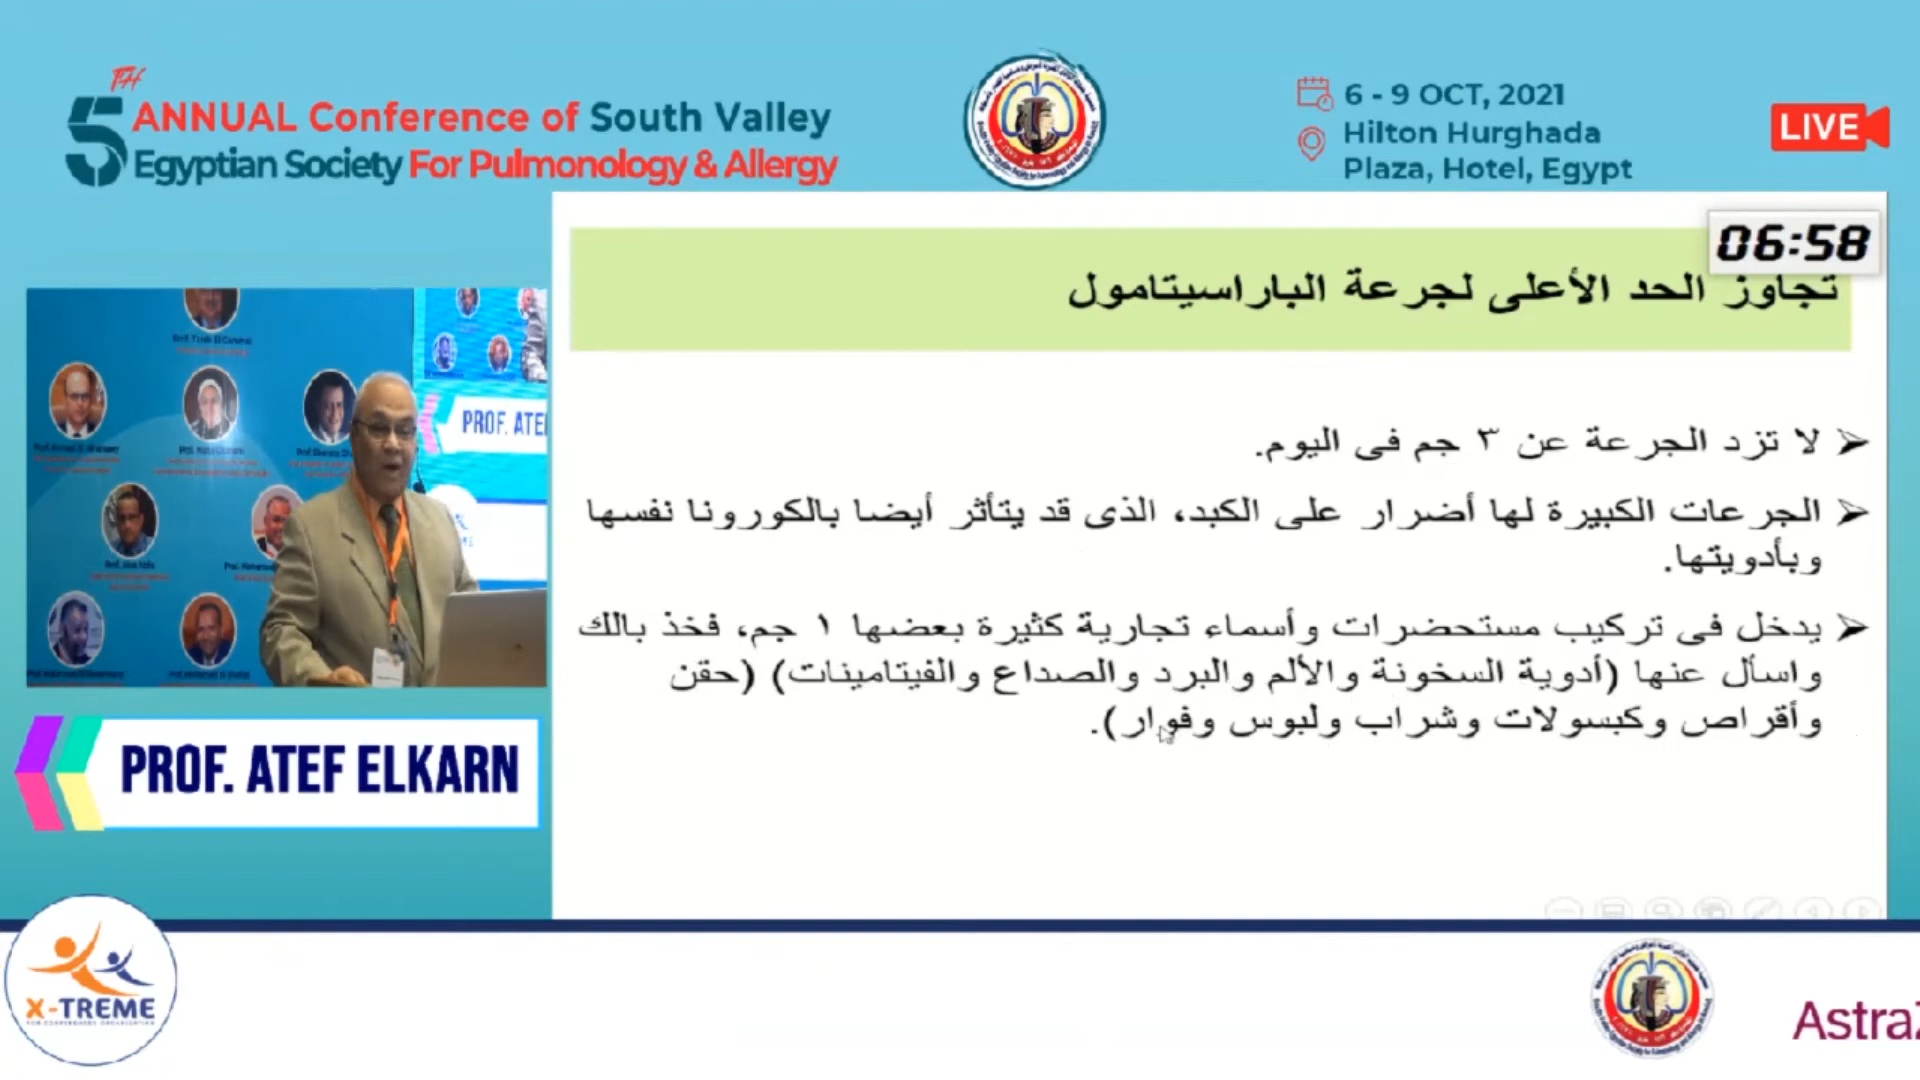 5TH ANNUAL Conference of South Valley
Egyptian Society For Pulmonology & Allergy
6 - 9 OCT, 2021
Hilton Hurghada
Plaza, Hotel, Egypt
LIVE
06:58
تجاوز الحد الأعلى لجرعة الباراسيتامول
لا تزد الجرعة عن ٣ جم فى اليوم.
الجرعات الكبيرة لها أضرار على الكبد، الذى قد يتأثر أيضا بالكورونا نفسها
وبأدويتها.
يدخل فى تركيب مستحضرات وأسماء تجارية كثيرة بعضها ١ جم، فخذ بالك
واسأل عنها (أدوية السخونة والألم والبرد والصداع والفيتامينات) (حقن
وأقراص وكبسولات وشراب ولبوس وفوار).
PROF. ATE
PROF. ATEF ELKARN
X-TREME
FOR CONFERENCES ORGANIZATION
Astra